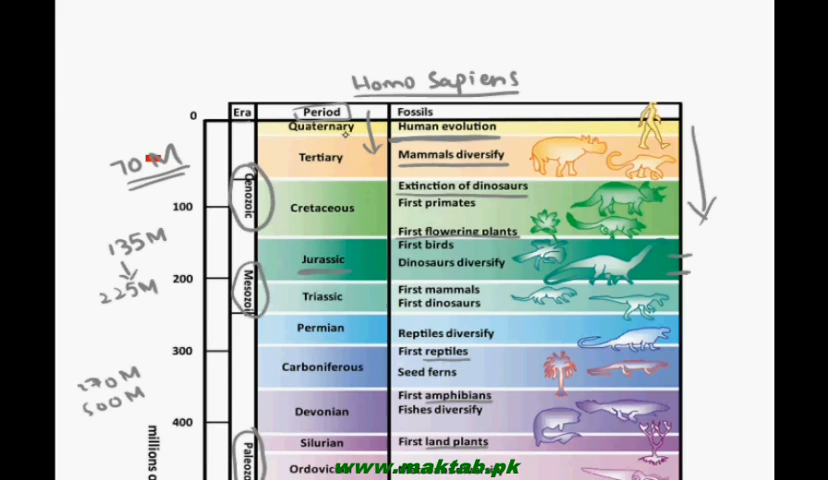 Homo Sapiens
0 Era Period Fossils
Quaternary Human evolution
Tertiary Mammals diversify
70M
Cenozoic
Extinction of dinosaurs
100 Cretaceous First primates
First flowering plants
135M
First birds
Jurassic Dinosaurs diversify
200
225M
Mesozoi
Triassic First mammals
First dinosaurs
Permian Reptiles diversify
300 First reptiles
Carboniferous Seed ferns
270M
500M
First amphibians
Devonian Fishes diversify
400
millions o
Silurian First land plants
Paleozo
Ordovic
www.maktab.pk